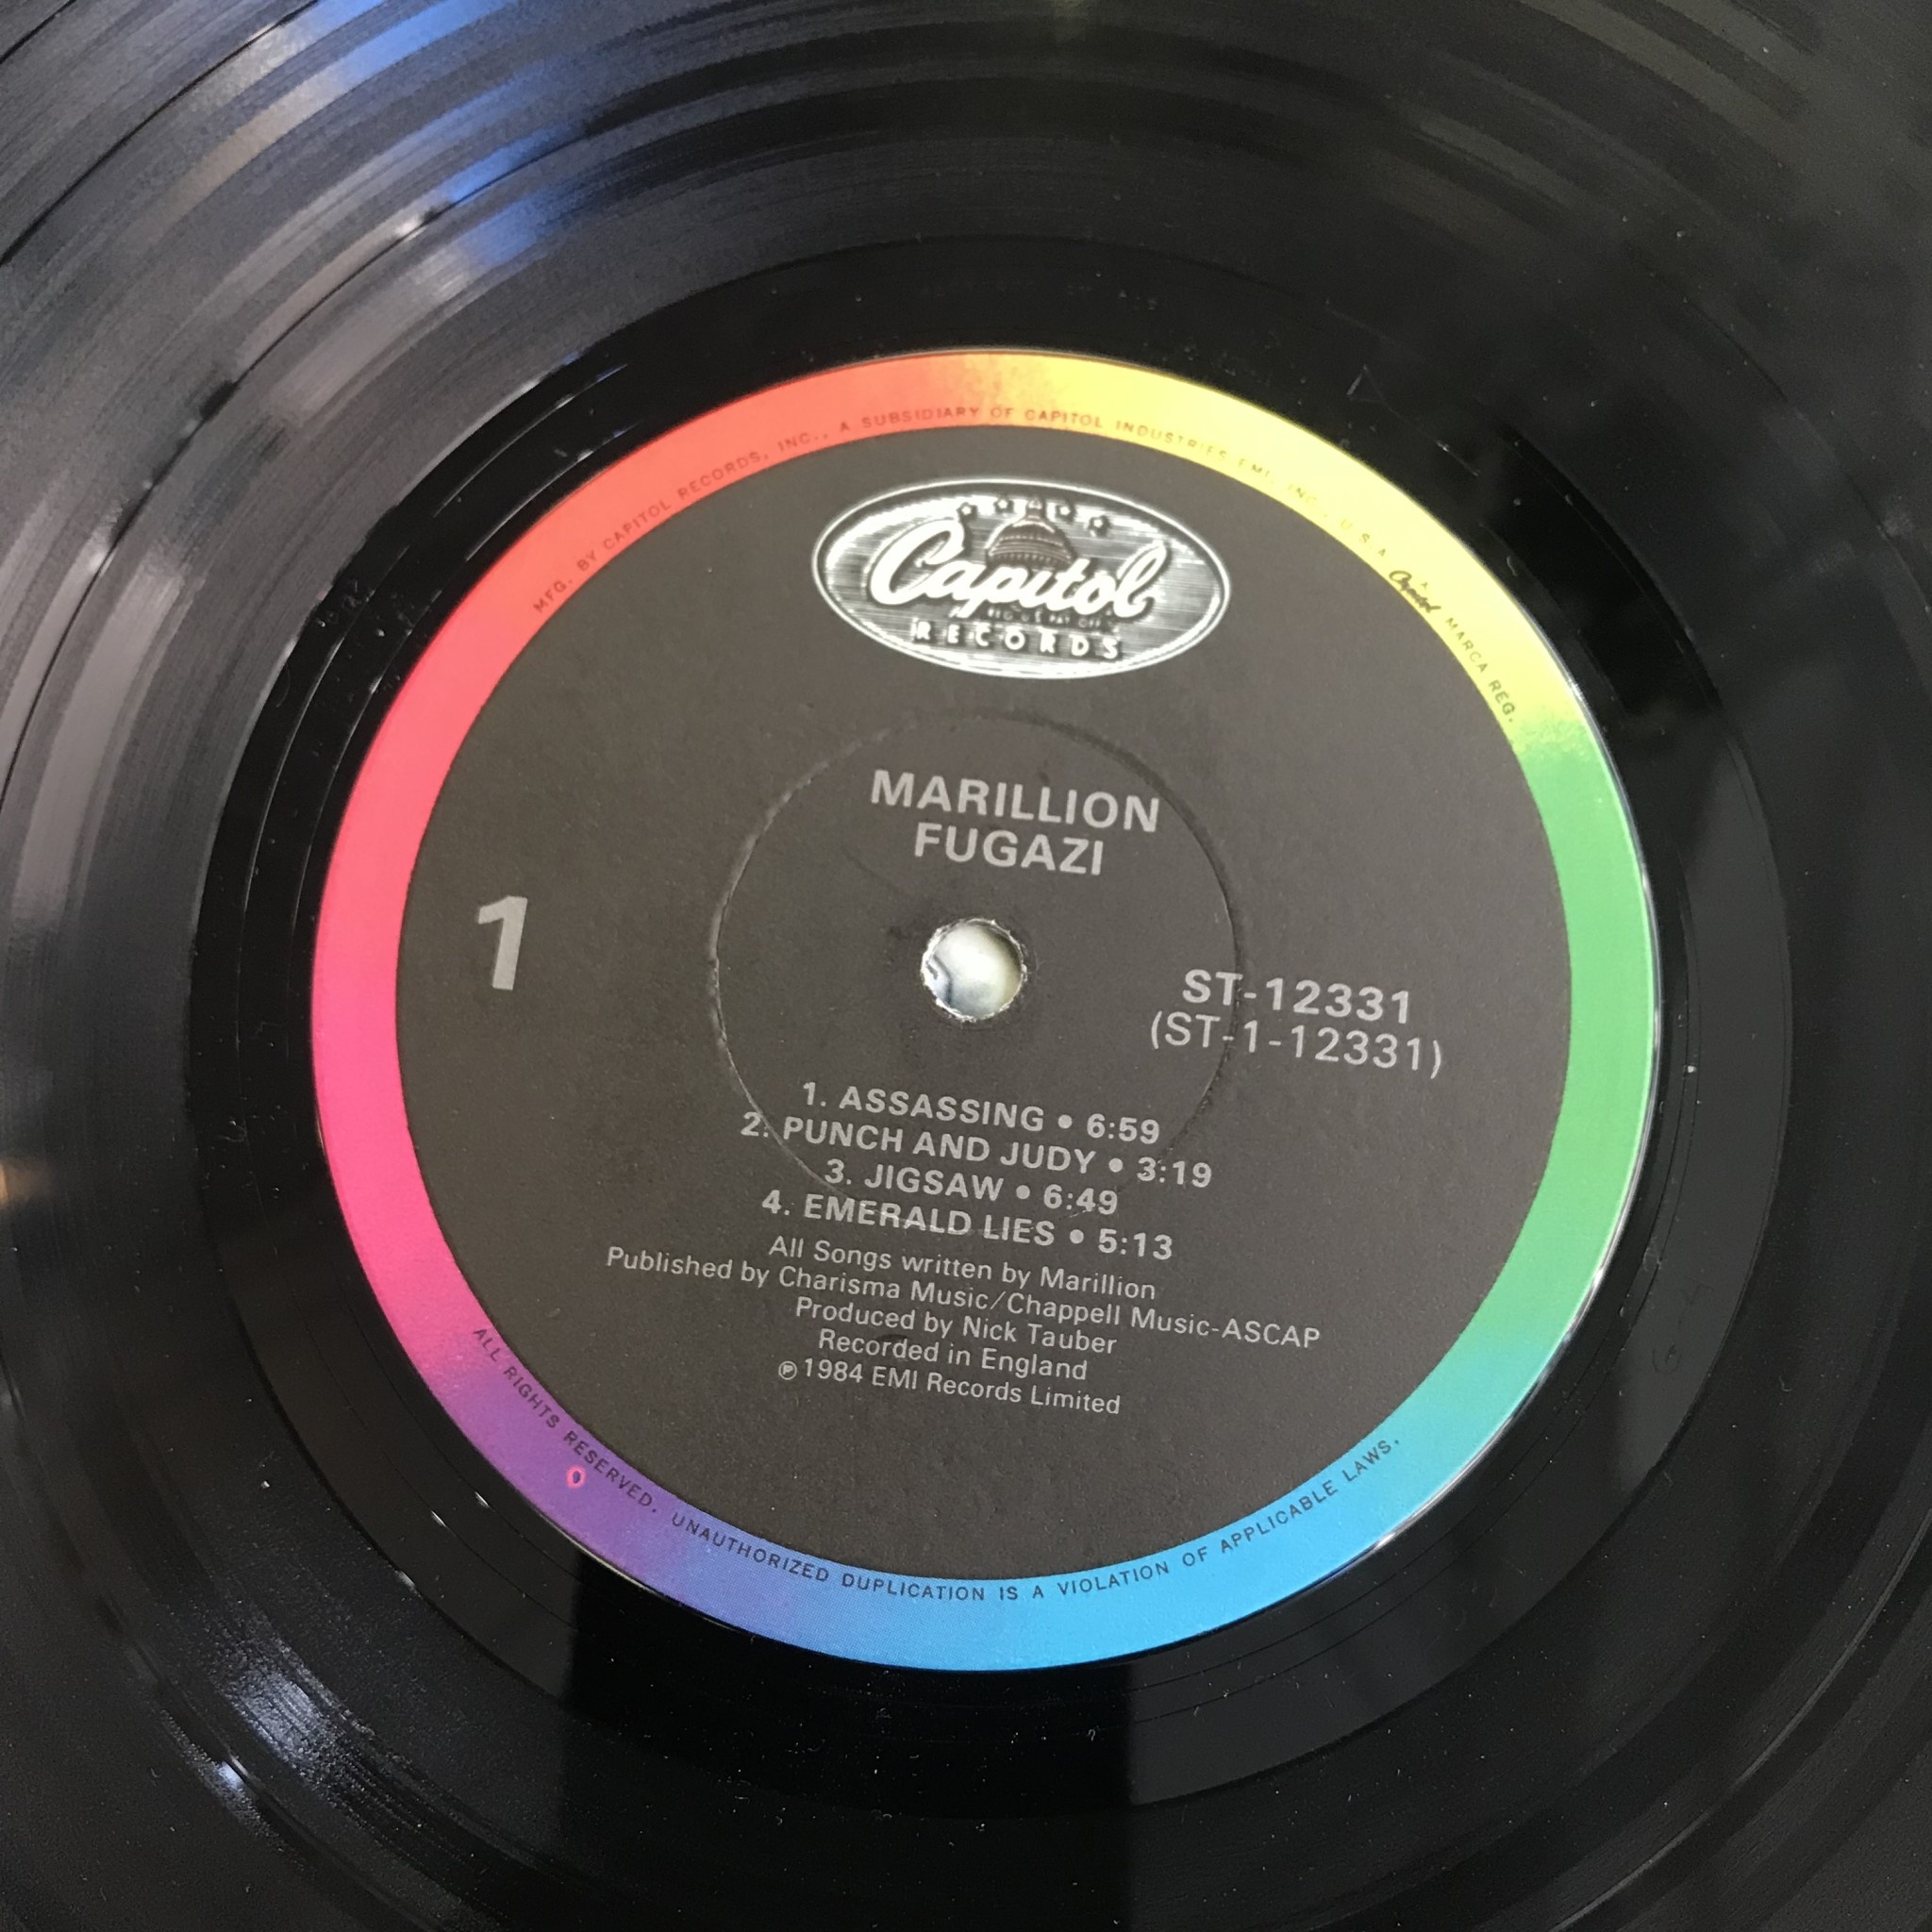 MFG. BY CAPITOL RECORDS, INC., A SUBSIDIARY OF CAPITOL INDUSTRIES-EMI, INC., U.S.A. Capitol MARCA REG.
Capitol
RECORDS
MARILLION
FUGAZI
1
ST-12331
(ST-1-12331)
1. ASSASSING • 6:59
2. PUNCH AND JUDY • 3:19
3. JIGSAW • 6:49
4. EMERALD LIES • 5:13
All Songs written by Marillion
Published by Charisma Music/Chappell Music-ASCAP
Produced by Nick Tauber
Recorded in England
℗1984 EMI Records Limited
ALL RIGHTS RESERVED. UNAUTHORIZED DUPLICATION IS A VIOLATION OF APPLICABLE LAWS.